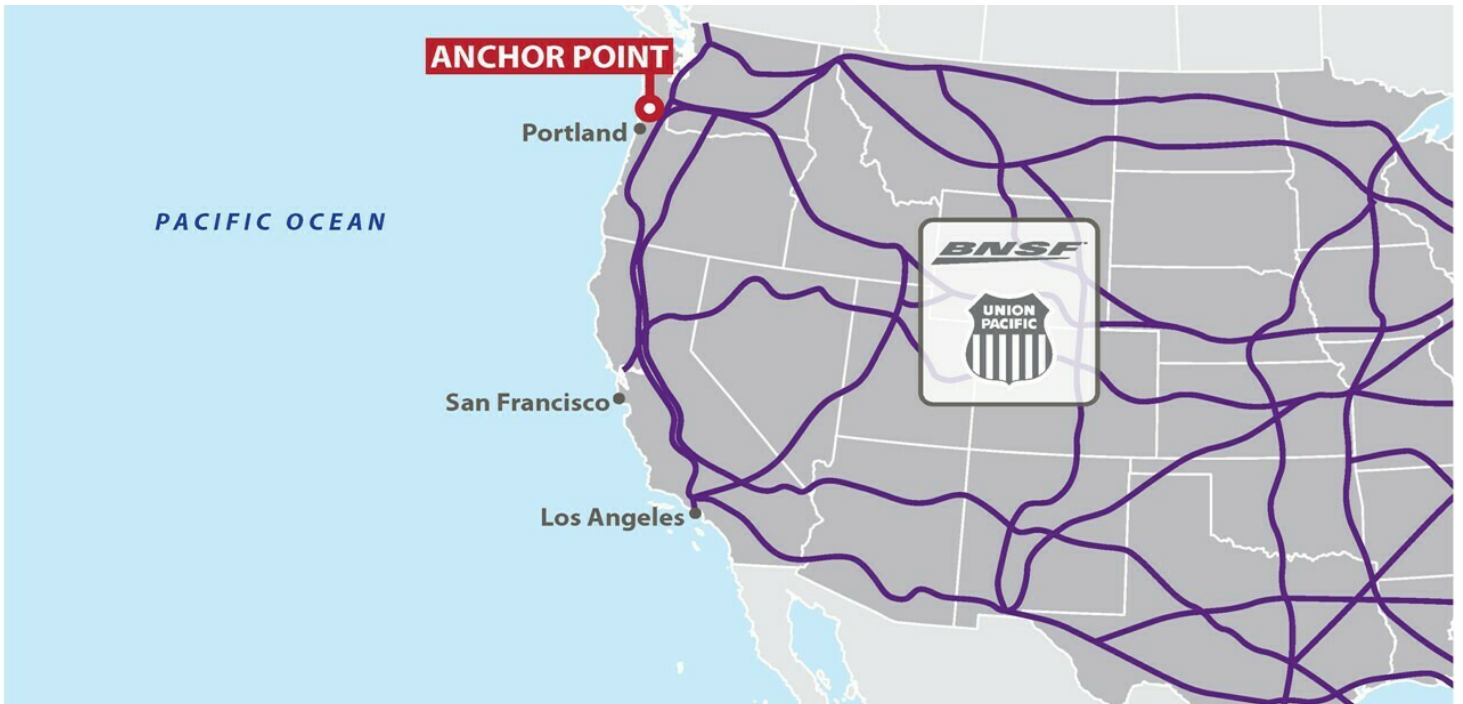 ANCHOR POINT
Portland
PACIFIC OCEAN
BNSF
UNION
PACIFIC
San Francisco
Los Angeles